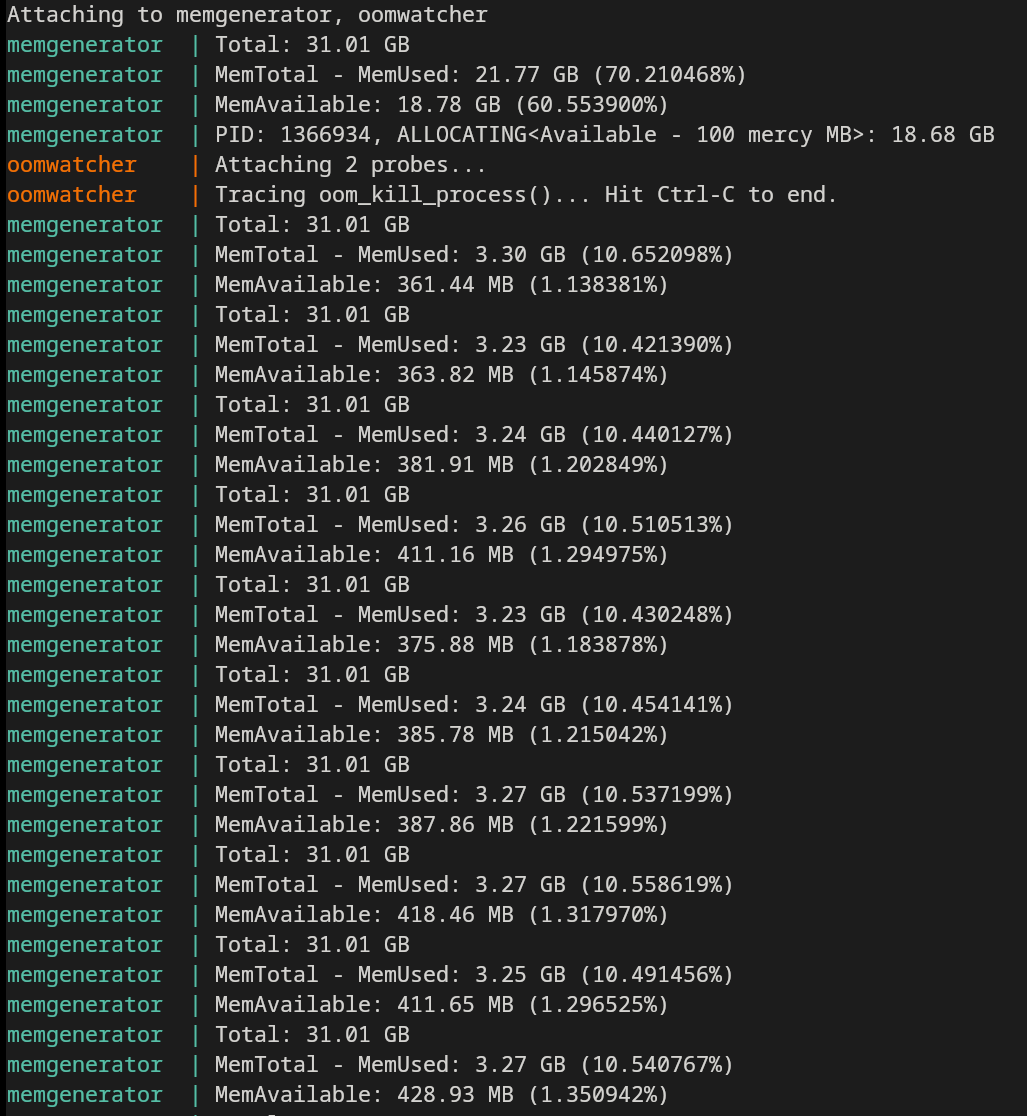 Attaching to memgenerator, oomwatcher
memgenerator  | Total: 31.01 GB
memgenerator  | MemTotal - MemUsed: 21.77 GB (70.210468%)
memgenerator  | MemAvailable: 18.78 GB (60.553900%)
memgenerator  | PID: 1366934, ALLOCATING<Available - 100 mercy MB>: 18.68 GB
oomwatcher    | Attaching 2 probes...
oomwatcher    | Tracing oom_kill_process()... Hit Ctrl-C to end.
memgenerator  | Total: 31.01 GB
memgenerator  | MemTotal - MemUsed: 3.30 GB (10.652098%)
memgenerator  | MemAvailable: 361.44 MB (1.138381%)
memgenerator  | Total: 31.01 GB
memgenerator  | MemTotal - MemUsed: 3.23 GB (10.421390%)
memgenerator  | MemAvailable: 363.82 MB (1.145874%)
memgenerator  | Total: 31.01 GB
memgenerator  | MemTotal - MemUsed: 3.24 GB (10.440127%)
memgenerator  | MemAvailable: 381.91 MB (1.202849%)
memgenerator  | Total: 31.01 GB
memgenerator  | MemTotal - MemUsed: 3.26 GB (10.510513%)
memgenerator  | MemAvailable: 411.16 MB (1.294975%)
memgenerator  | Total: 31.01 GB
memgenerator  | MemTotal - MemUsed: 3.23 GB (10.430248%)
memgenerator  | MemAvailable: 375.88 MB (1.183878%)
memgenerator  | Total: 31.01 GB
memgenerator  | MemTotal - MemUsed: 3.24 GB (10.454141%)
memgenerator  | MemAvailable: 385.78 MB (1.215042%)
memgenerator  | Total: 31.01 GB
memgenerator  | MemTotal - MemUsed: 3.27 GB (10.537199%)
memgenerator  | MemAvailable: 387.86 MB (1.221599%)
memgenerator  | Total: 31.01 GB
memgenerator  | MemTotal - MemUsed: 3.27 GB (10.558619%)
memgenerator  | MemAvailable: 418.46 MB (1.317970%)
memgenerator  | Total: 31.01 GB
memgenerator  | MemTotal - MemUsed: 3.25 GB (10.491456%)
memgenerator  | MemAvailable: 411.65 MB (1.296525%)
memgenerator  | Total: 31.01 GB
memgenerator  | MemTotal - MemUsed: 3.27 GB (10.540767%)
memgenerator  | MemAvailable: 428.93 MB (1.350942%)